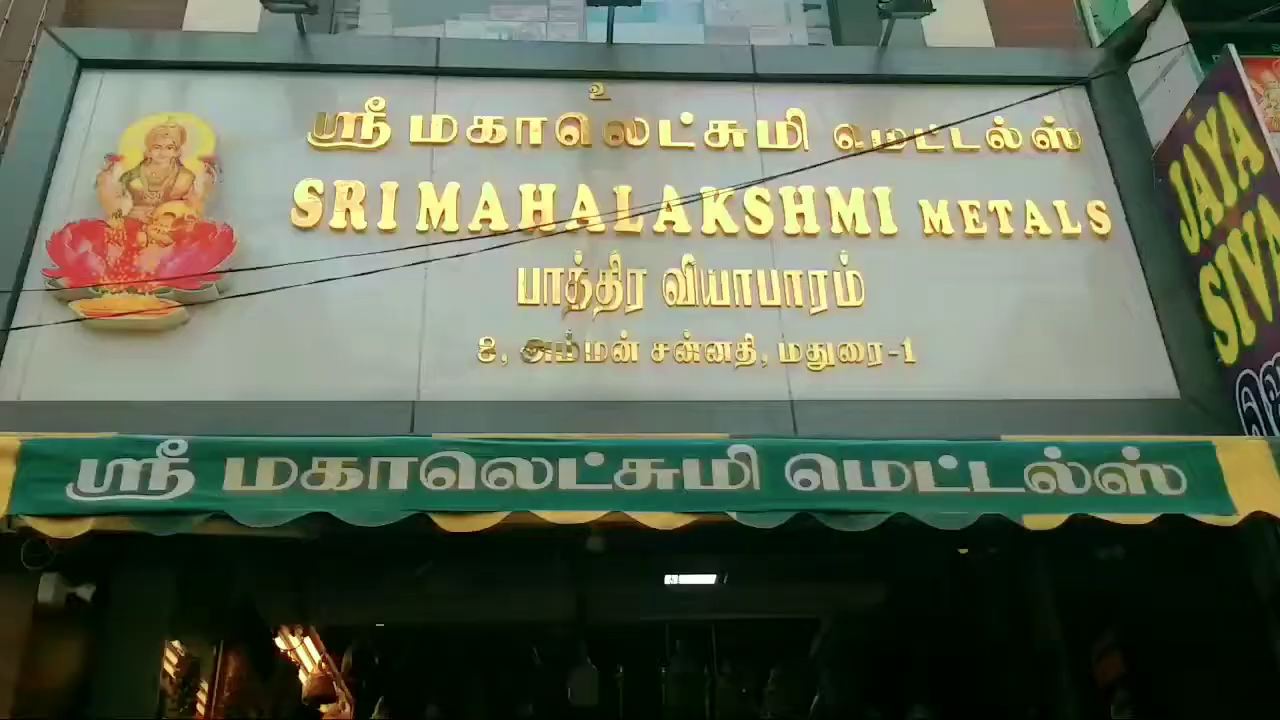 உ
ஸ்ரீ மகாலெட்சுமி மெட்டல்ஸ்
SRI MAHALAKSHMI METALS
பாத்திர வியாபாரம்
8, அம்மன் சன்னதி, மதுரை-1
ஸ்ரீ மகாலெட்சுமி மெட்டல்ஸ்
JAYA
SIVA